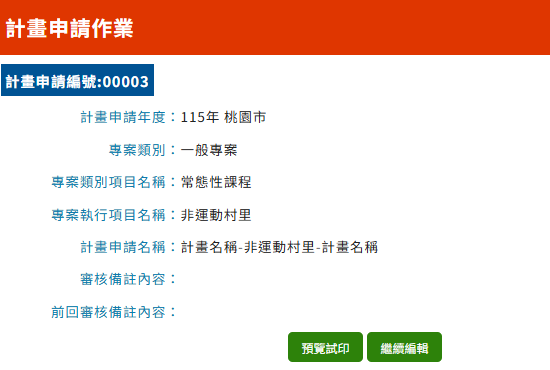 計畫申請作業
計畫申請編號:00003
計畫申請年度：115年 桃園市
專案類別：一般專案
專案類別項目名稱：常態性課程
專案執行項目名稱：非運動村里
計畫申請名稱：計畫名稱-非運動村里-計畫名稱
審核備註內容：
前回審核備註內容：
預覽試印 繼續編輯